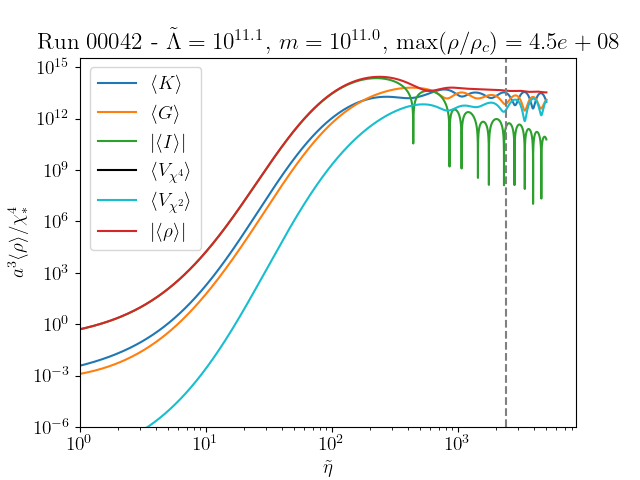 Run 00042 - Λ̃ = 10^{11.1}, m = 10^{11.0}, max(ρ/ρ_c) = 4.5e + 08
10^{15}
10^{12}
10^{9}
10^{6}
10^{3}
10^{0}
10^{−3}
10^{−6}
a^3⟨ρ⟩/χ_*^4
⟨K⟩
⟨G⟩
|⟨I⟩|
⟨V_{χ^4}⟩
⟨V_{χ^2}⟩
|⟨ρ⟩|
10^{0}
10^{1}
10^{2}
10^{3}
η̃